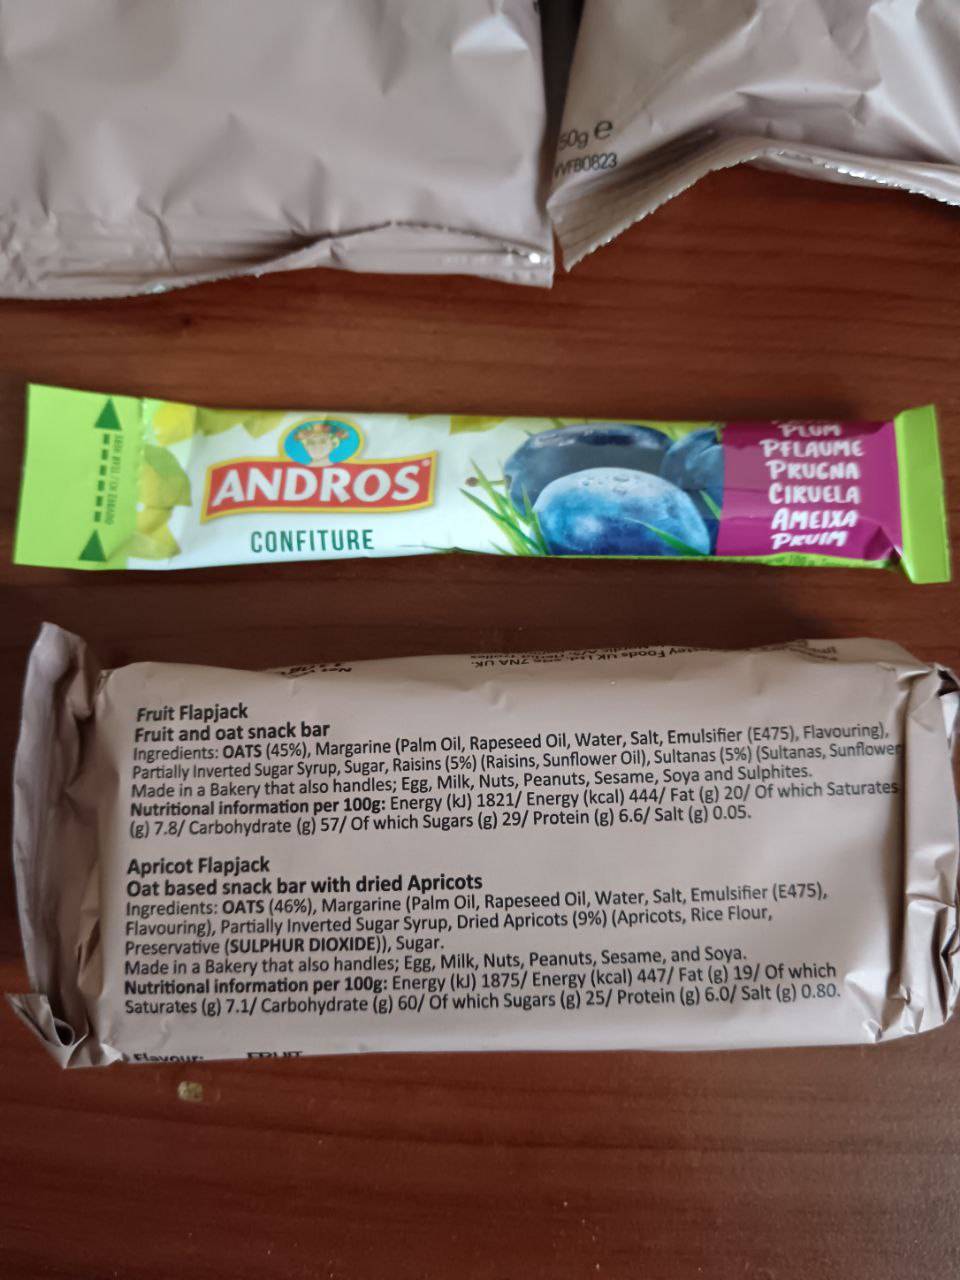 50g e
ANDROS
CONFITURE
PLUM
PFLAUME
PRUGNA
CIRUELA
AMEIXA
PRUIM
Foods UK Ltd.
7NA UK.
Fruit Flapjack
Fruit and oat snack bar
Ingredients: OATS (45%), Margarine (Palm Oil, Rapeseed Oil, Water, Salt, Emulsifier (E475), Flavouring),
Partially Inverted Sugar Syrup, Sugar, Raisins (5%) (Raisins, Sunflower Oil), Sultanas (5%) (Sultanas, Sunflower
Made in a Bakery that also handles; Egg, Milk, Nuts, Peanuts, Sesame, Soya and Sulphites.
Nutritional information per 100g: Energy (kJ) 1821/ Energy (kcal) 444/ Fat (g) 20/ Of which Saturates
(g) 7.8/ Carbohydrate (g) 57/ Of which Sugars (g) 29/ Protein (g) 6.6/ Salt (g) 0.05.
Apricot Flapjack
Oat based snack bar with dried Apricots
Ingredients: OATS (46%), Margarine (Palm Oil, Rapeseed Oil, Water, Salt, Emulsifier (E475),
Flavouring), Partially Inverted Sugar Syrup, Dried Apricots (9%) (Apricots, Rice Flour,
Preservative (SULPHUR DIOXIDE)), Sugar.
Made in a Bakery that also handles; Egg, Milk, Nuts, Peanuts, Sesame, and Soya.
Nutritional information per 100g: Energy (kJ) 1875/ Energy (kcal) 447/ Fat (g) 19/ Of which
Saturates (g) 7.1/ Carbohydrate (g) 60/ Of which Sugars (g) 25/ Protein (g) 6.0/ Salt (g) 0.80.
Flavour: FRUIT